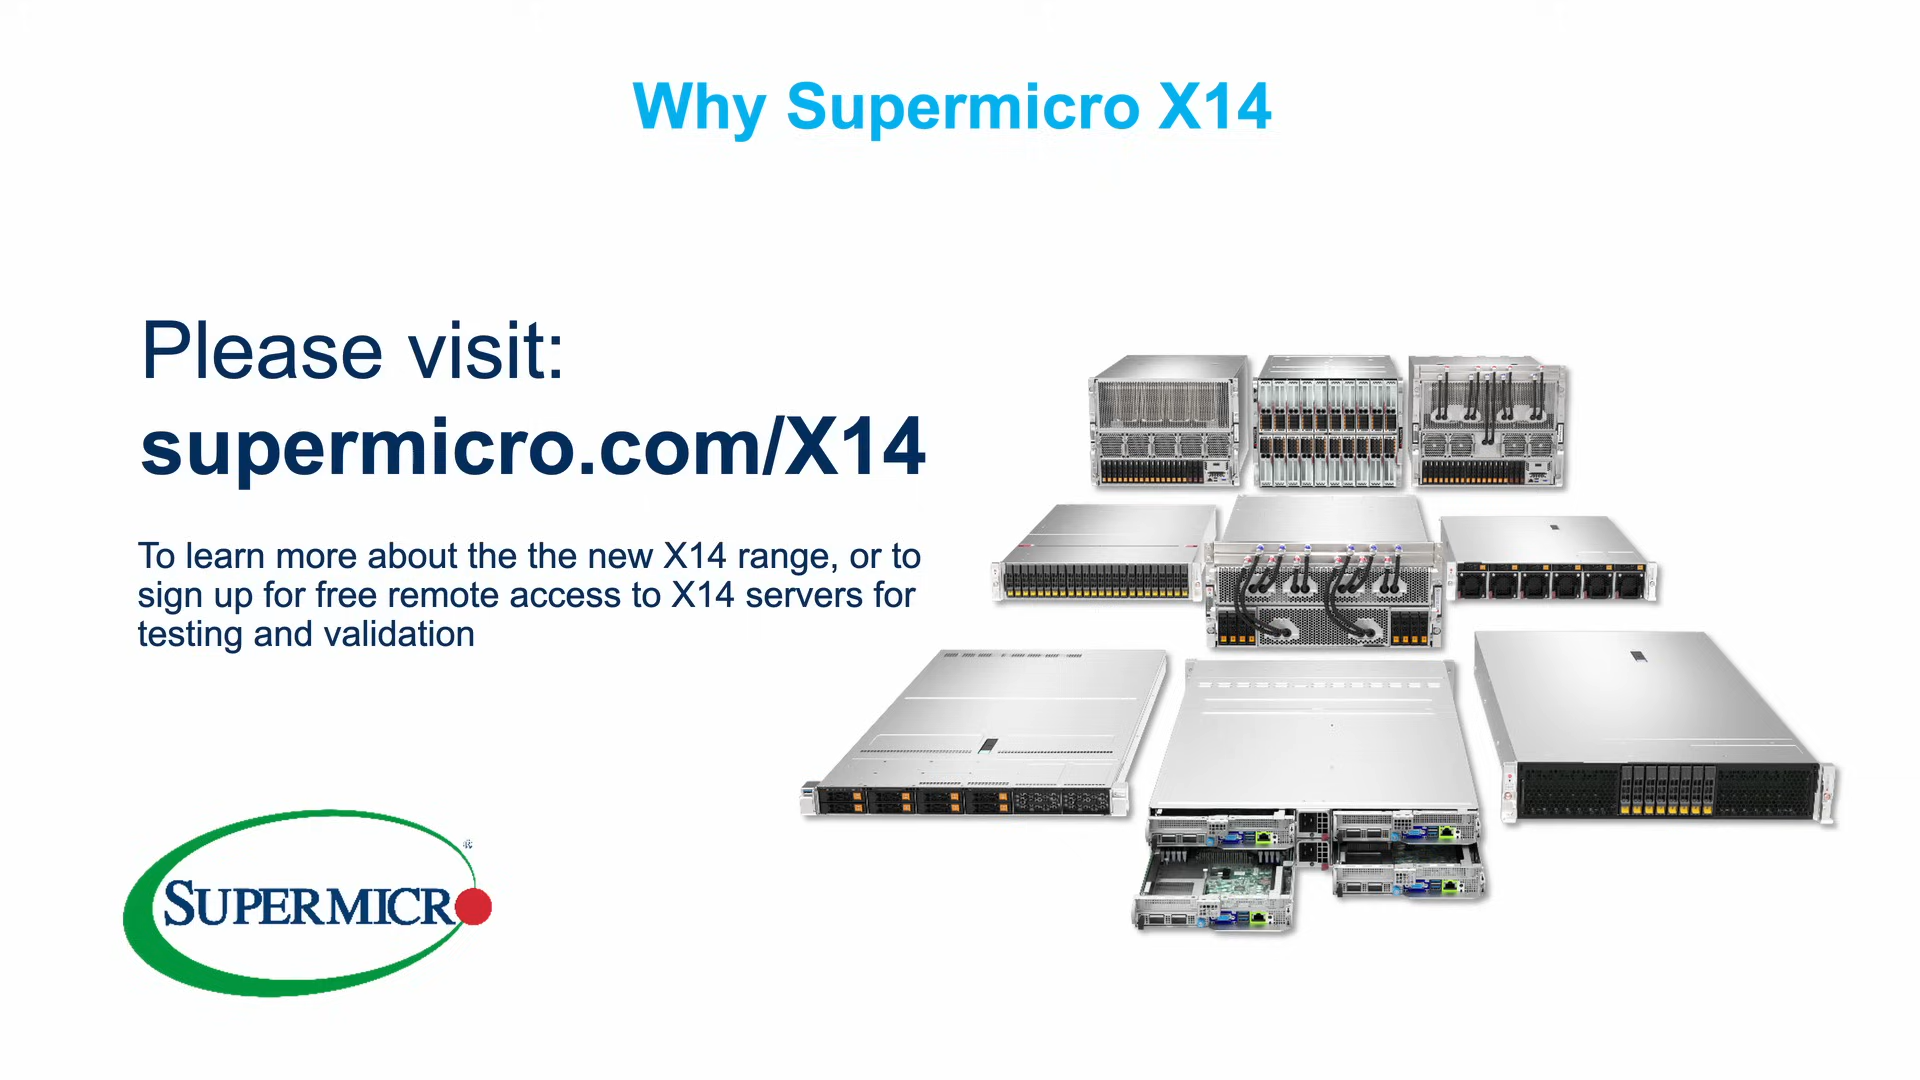 Why Supermicro X14
Please visit:
supermicro.com/X14
To learn more about the the new X14 range, or to
sign up for free remote access to X14 servers for
testing and validation
SUPERMICRO